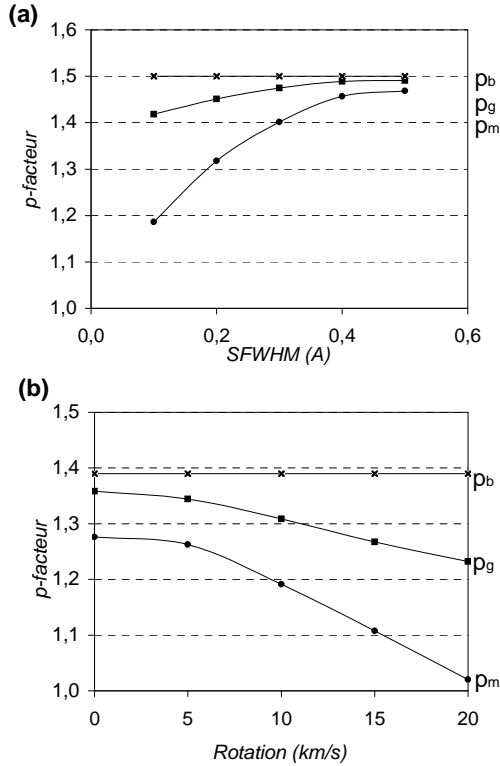 (a)
1,6
1,5
1,4
1,3
1,2
1,1
1,0
p-facteur
0,0 0,2 0,4 0,6
SFWHM (A)
pb
pg
pm
(b)
1,5
1,4
1,3
1,2
1,1
1,0
p-facteur
0 5 10 15 20
Rotation (km/s)
pb
pg
pm